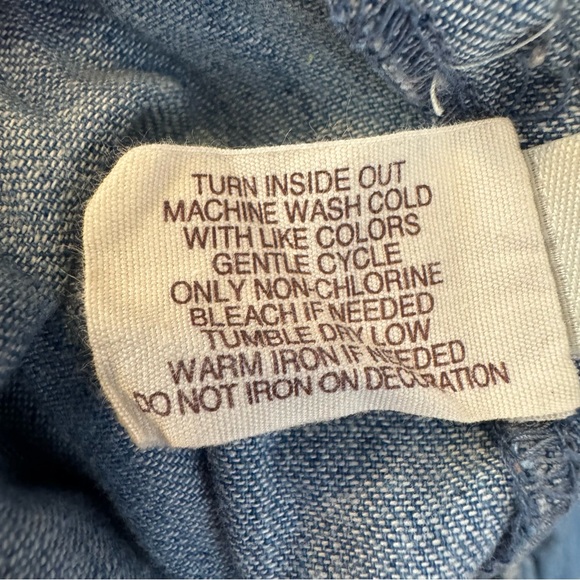 TURN INSIDE OUT
MACHINE WASH COLD
WITH LIKE COLORS
GENTLE CYCLE
ONLY NON-CHLORINE
BLEACH IF NEEDED
TUMBLE DRY LOW
WARM IRON IF NEEDED
DO NOT IRON ON DECORATION